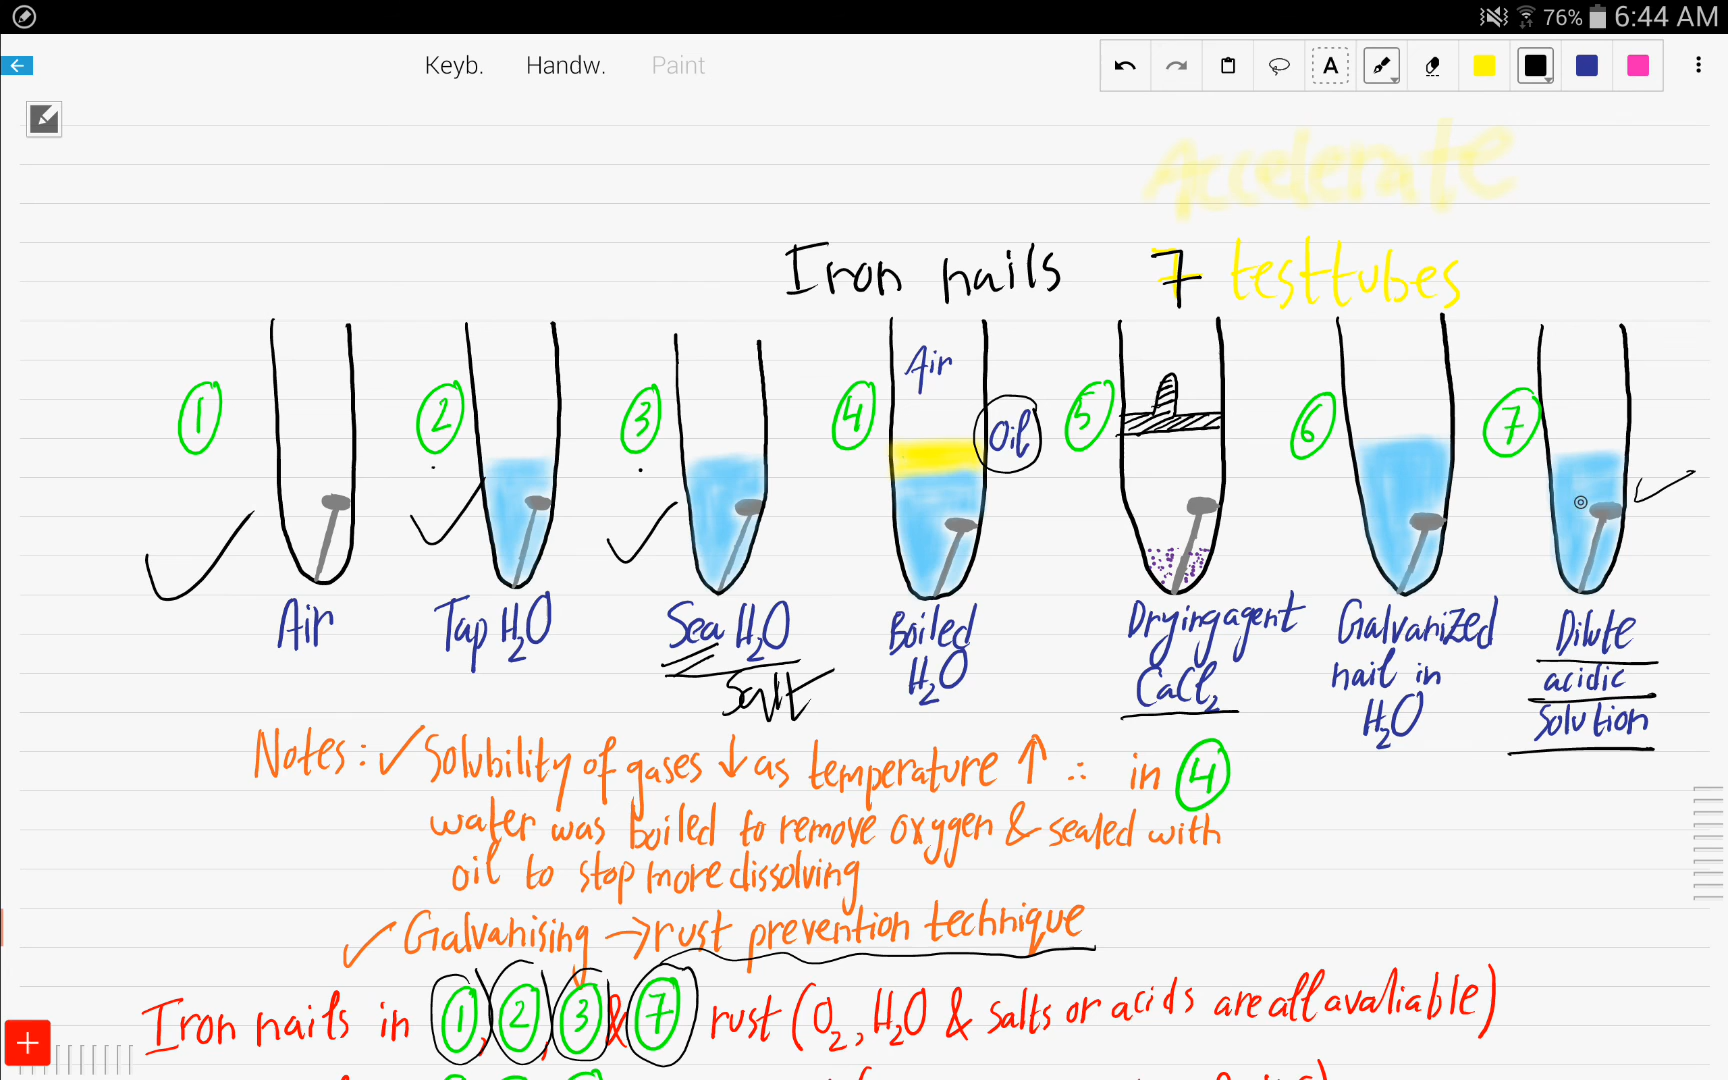 76% 6:44 AM
Keyb. Handw. Paint
A
Accelerate
Iron nails 7 testtubes
Air
1 2 3 4 Oil 5 6 7
Air Tap H2O Sea H2O Boiled H2O Drying agent CaCl2 Galvanized nail in H2O Dilute acidic solution
Salt
Notes: ✓ Solubility of gases ↓ as temperature ↑ ∴ in 4
water was boiled to remove oxygen & sealed with
oil to stop more dissolving
✓ Galvanising → rust prevention technique
Iron nails in 1, 2, 3 & 7 rust (O2, H2O & salts or acids are all avaliable)